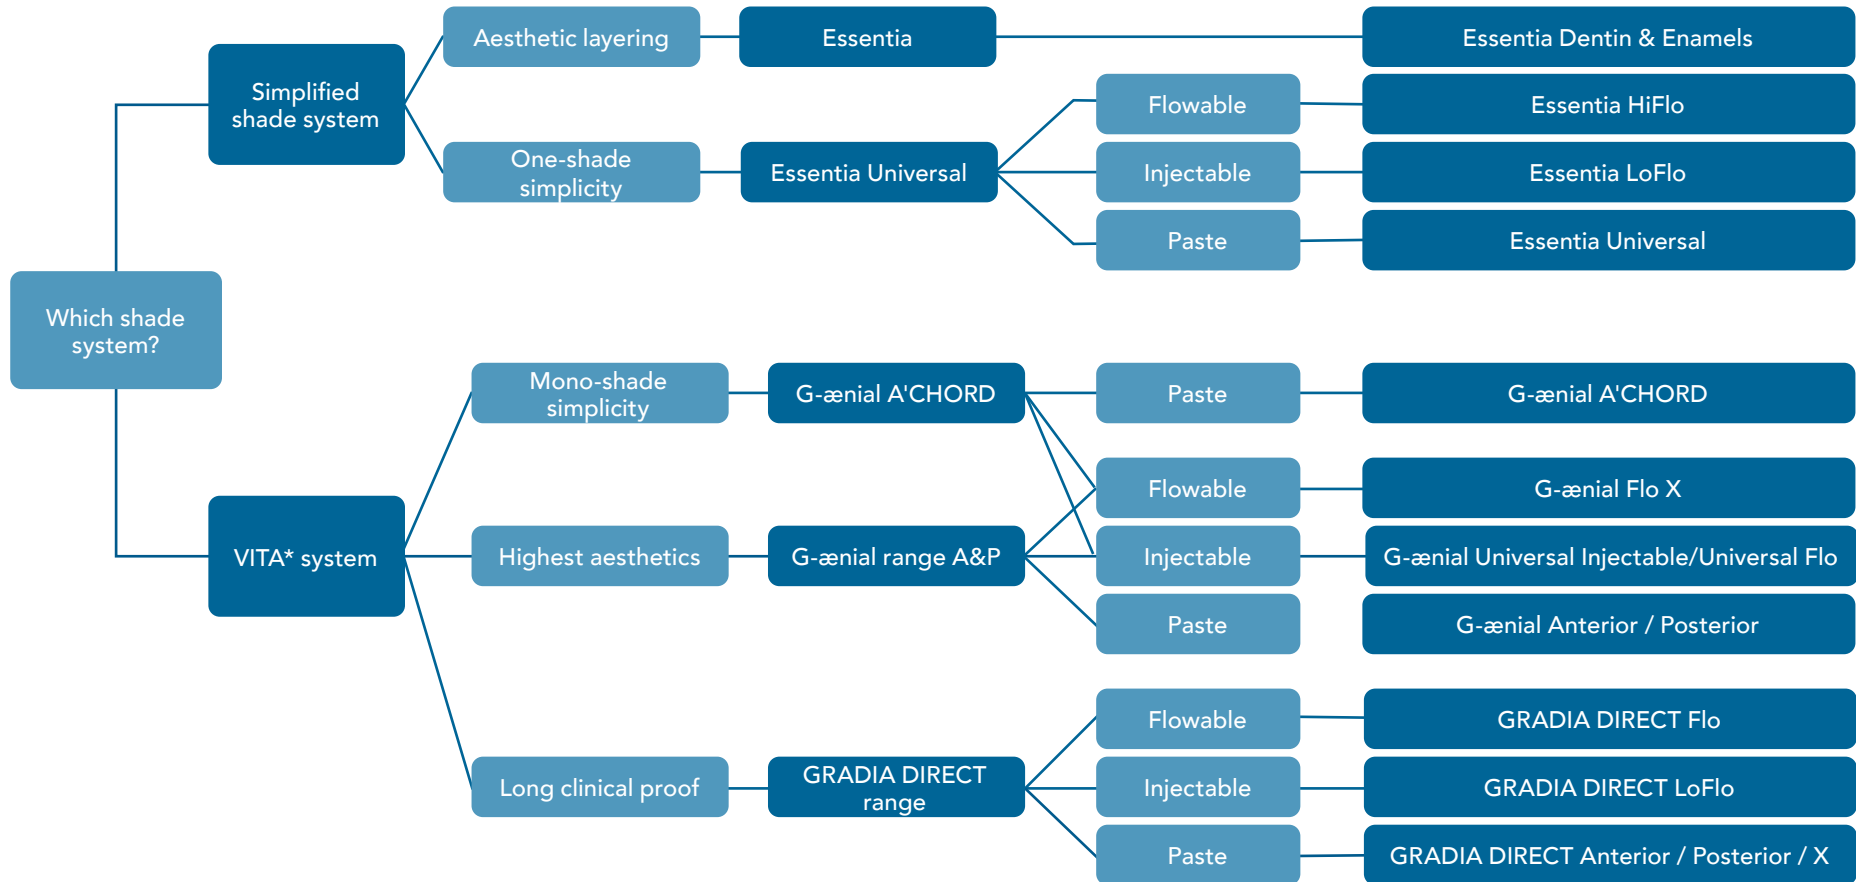 Aesthetic layering
Essentia
Essentia Dentin & Enamels
Simplified
shade system
Flowable
Essentia HiFlo
One-shade
simplicity
Essentia Universal
Injectable
Essentia LoFlo
Paste
Essentia Universal
Which shade
system?
Mono-shade
simplicity
G-ænial A'CHORD
Paste
G-ænial A'CHORD
Flowable
G-ænial Flo X
VITA* system
Highest aesthetics
G-ænial range A&P
Injectable
G-ænial Universal Injectable/Universal Flo
Paste
G-ænial Anterior / Posterior
Flowable
GRADIA DIRECT Flo
Long clinical proof
GRADIA DIRECT
range
Injectable
GRADIA DIRECT LoFlo
Paste
GRADIA DIRECT Anterior / Posterior / X